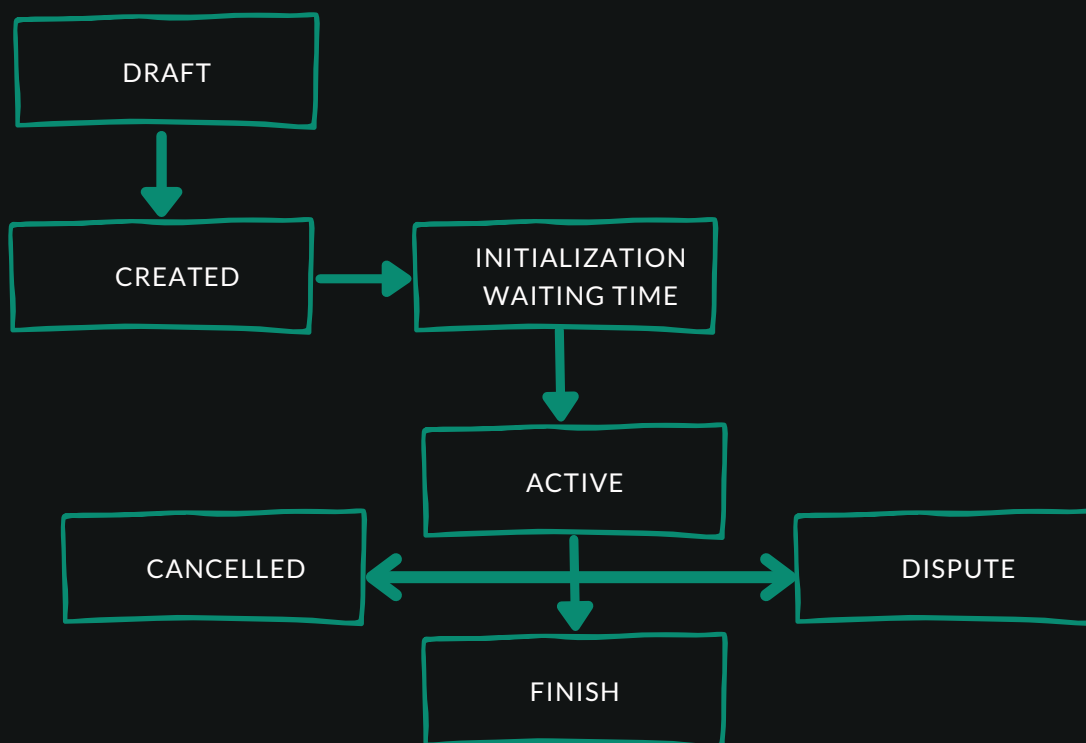 DRAFT
CREATED
INITIALIZATION
WAITING TIME
ACTIVE
CANCELLED
DISPUTE
FINISH